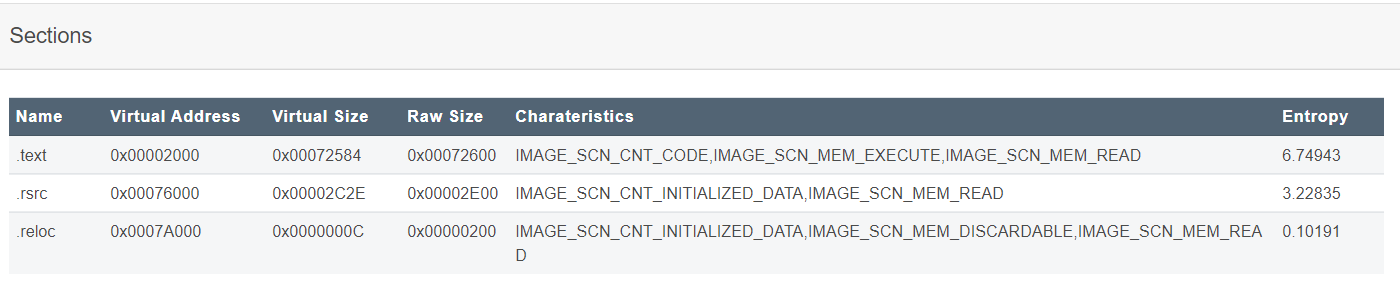 Sections
Name Virtual Address Virtual Size Raw Size Charateristics Entropy
.text 0x00002000 0x00072584 0x00072600 IMAGE_SCN_CNT_CODE,IMAGE_SCN_MEM_EXECUTE,IMAGE_SCN_MEM_READ 6.74943
.rsrc 0x00076000 0x00002C2E 0x00002E00 IMAGE_SCN_CNT_INITIALIZED_DATA,IMAGE_SCN_MEM_READ 3.22835
.reloc 0x0007A000 0x0000000C 0x00000200 IMAGE_SCN_CNT_INITIALIZED_DATA,IMAGE_SCN_MEM_DISCARDABLE,IMAGE_SCN_MEM_REA 0.10191
D